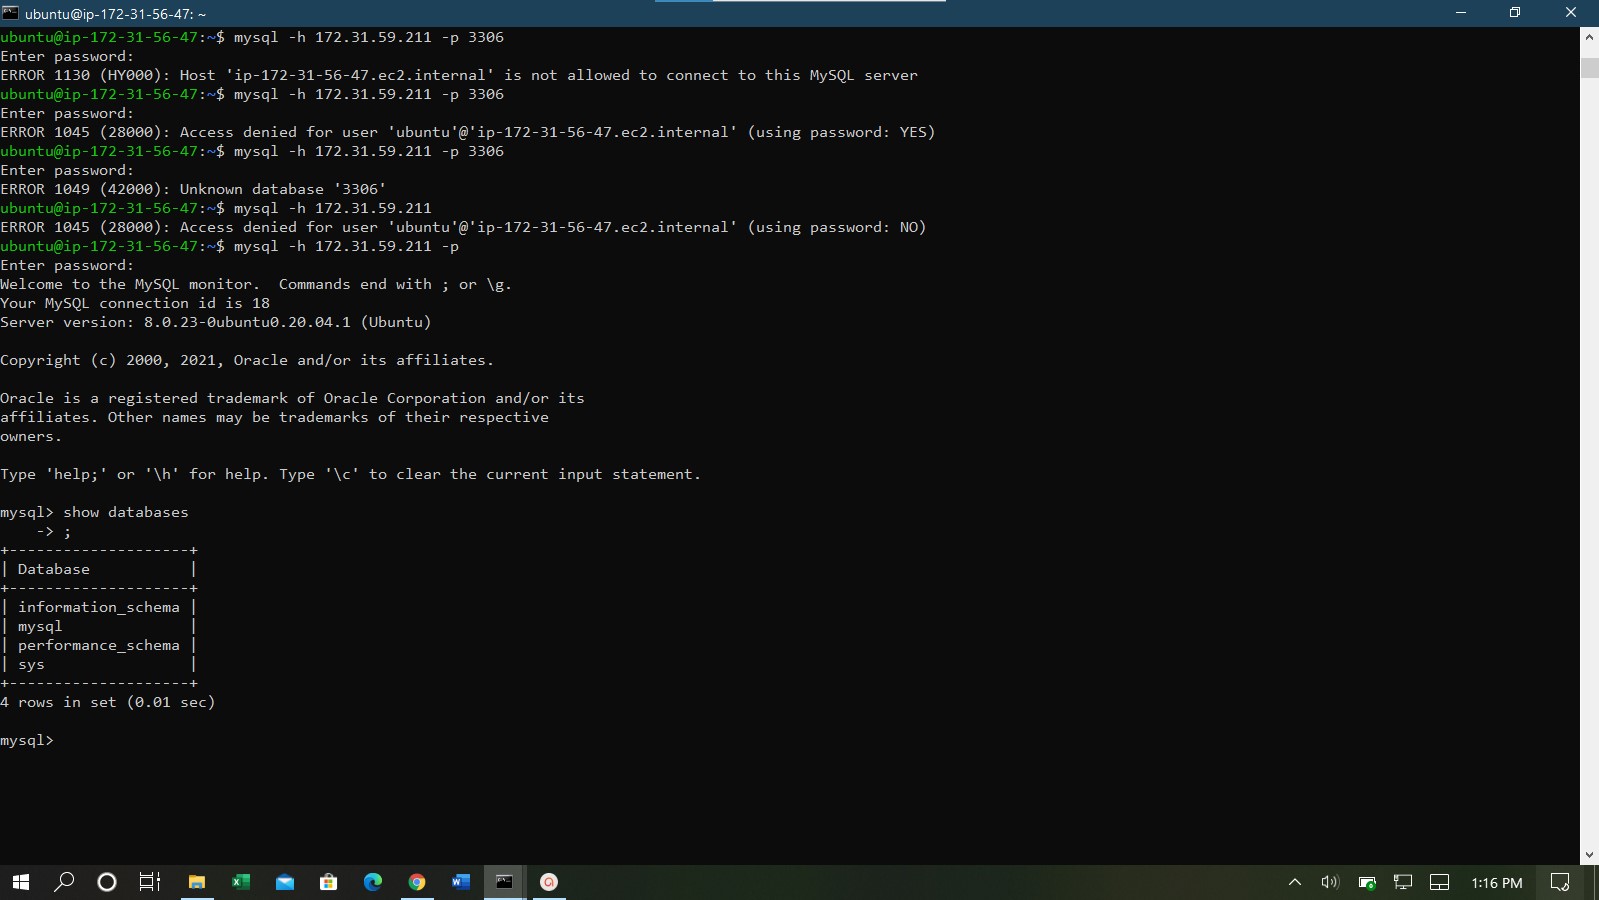 ubuntu@ip-172-31-56-47: ~
ubuntu@ip-172-31-56-47:~$ mysql -h 172.31.59.211 -p 3306
Enter password:
ERROR 1130 (HY000): Host 'ip-172-31-56-47.ec2.internal' is not allowed to connect to this MySQL server
ubuntu@ip-172-31-56-47:~$ mysql -h 172.31.59.211 -p 3306
Enter password:
ERROR 1045 (28000): Access denied for user 'ubuntu'@'ip-172-31-56-47.ec2.internal' (using password: YES)
ubuntu@ip-172-31-56-47:~$ mysql -h 172.31.59.211 -p 3306
Enter password:
ERROR 1049 (42000): Unknown database '3306'
ubuntu@ip-172-31-56-47:~$ mysql -h 172.31.59.211
ERROR 1045 (28000): Access denied for user 'ubuntu'@'ip-172-31-56-47.ec2.internal' (using password: NO)
ubuntu@ip-172-31-56-47:~$ mysql -h 172.31.59.211 -p
Enter password:
Welcome to the MySQL monitor.  Commands end with ; or \g.
Your MySQL connection id is 18
Server version: 8.0.23-0ubuntu0.20.04.1 (Ubuntu)
Copyright (c) 2000, 2021, Oracle and/or its affiliates.
Oracle is a registered trademark of Oracle Corporation and/or its
affiliates. Other names may be trademarks of their respective
owners.
Type 'help;' or '\h' for help. Type '\c' to clear the current input statement.
mysql> show databases
    -> ;
+--------------------+
| Database           |
+--------------------+
| information_schema |
| mysql              |
| performance_schema |
| sys                |
+--------------------+
4 rows in set (0.01 sec)
mysql>
1:16 PM